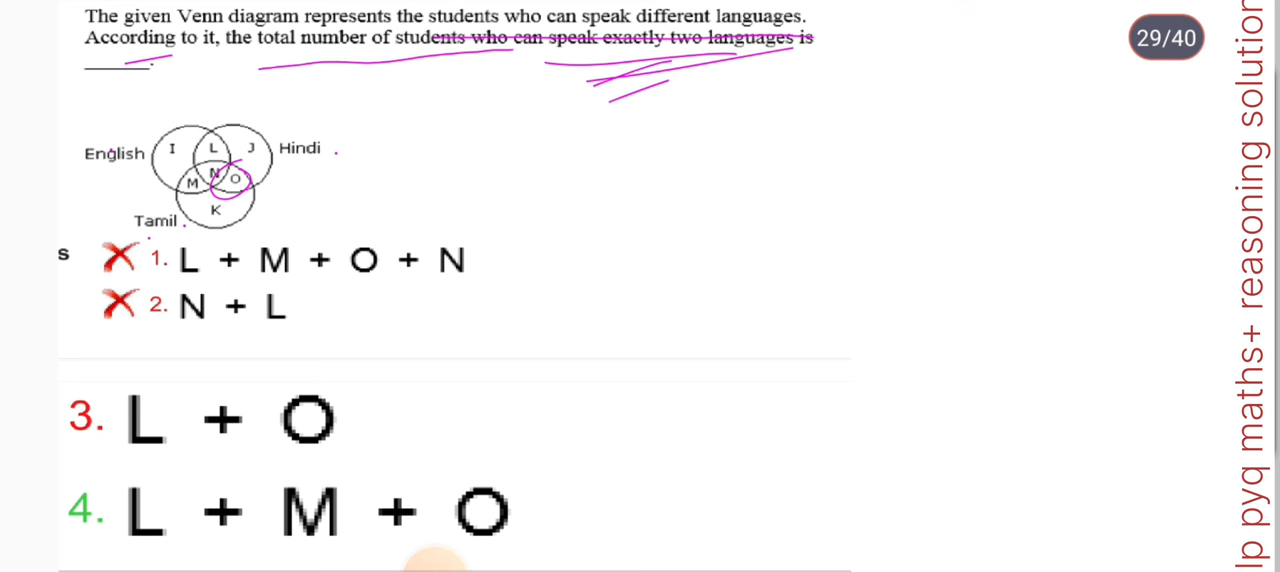 The given Venn diagram represents the students who can speak different languages.
According to it, the total number of students who can speak exactly two languages is
______.
29/40
English
I
L
J
Hindi
M
N
O
K
Tamil
s
1. L + M + O + N
2. N + L
3. L + O
4. L + M + O
lp pyq maths+ reasoning solution